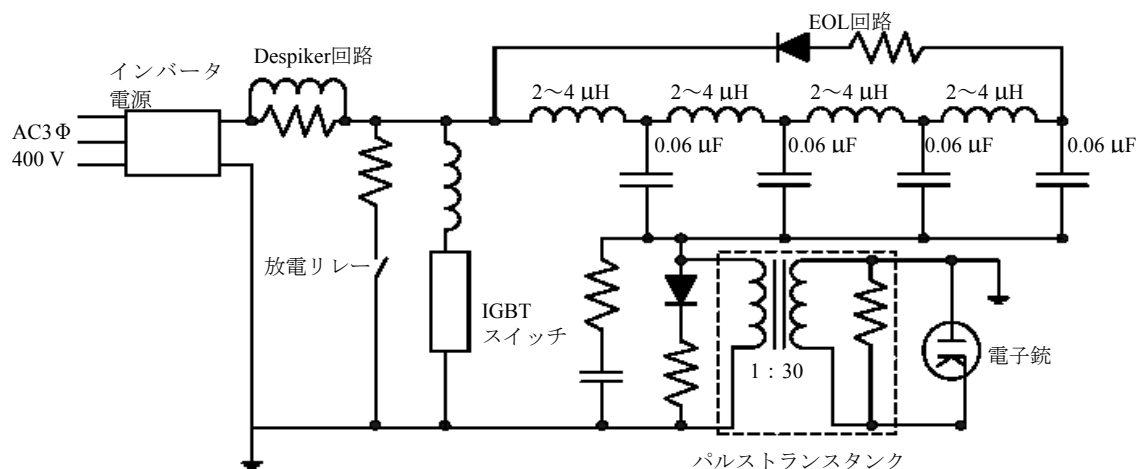 EOL回路
Despiker回路
インバータ
電源
2〜4 μH
2〜4 μH
2〜4 μH
2〜4 μH
AC3Φ
400 V
0.06 μF
0.06 μF
0.06 μF
0.06 μF
放電リレー
IGBT
スイッチ
1：30
電子銃
パルストランスタンク